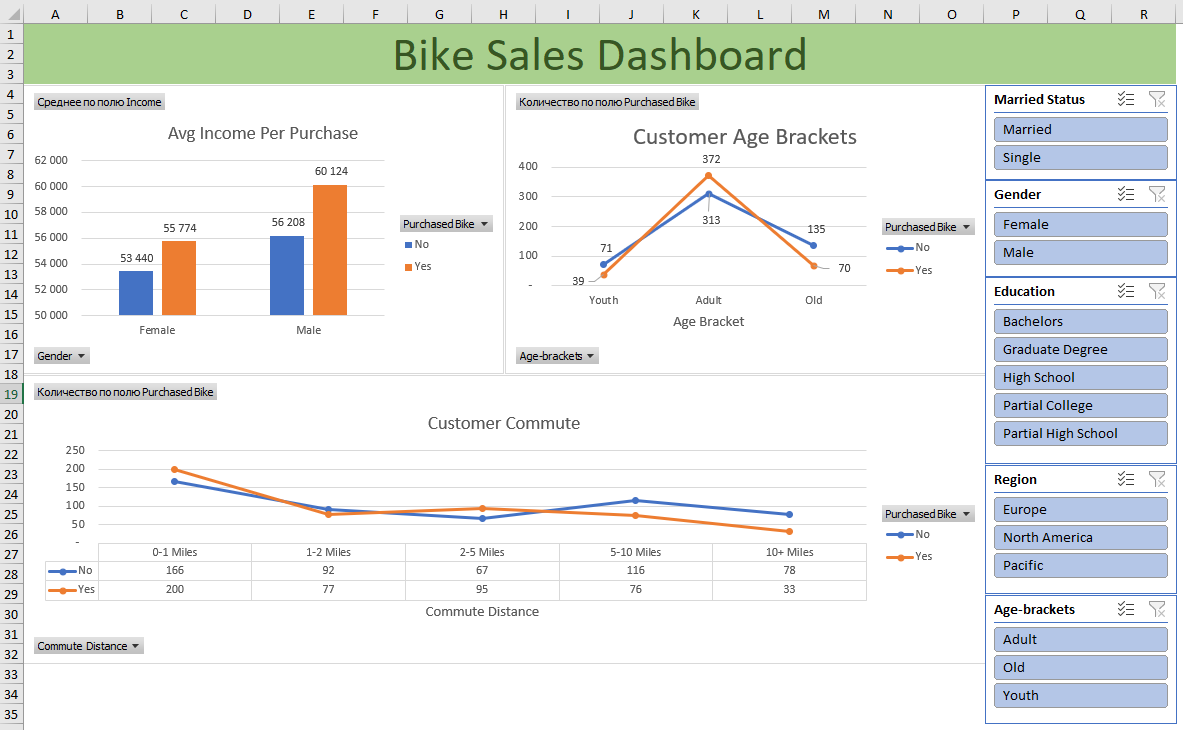 A B C D E F G H I J K L M N O P Q R
1
2
3
4
5
6
7
8
9
10
11
12
13
14
15
16
17
18
19
20
21
22
23
24
25
26
27
28
29
30
31
32
33
34
35
Bike Sales Dashboard
Среднее по полю Income
Avg Income Per Purchase
62 000
60 000
58 000
56 000
54 000
52 000
50 000
53 440
55 774
56 208
60 124
Female Male
Purchased Bike
No
Yes
Gender
Количество по полю Purchased Bike
Customer Age Brackets
400
300
200
100
-
71
39
372
313
135
70
Youth Adult Old
Age Bracket
Purchased Bike
No
Yes
Age-brackets
Количество по полю Purchased Bike
Customer Commute
250
200
150
100
50
-
0-1 Miles 1-2 Miles 2-5 Miles 5-10 Miles 10+ Miles
No 166 92 67 116 78
Yes 200 77 95 76 33
Commute Distance
Purchased Bike
No
Yes
Commute Distance
Married Status
Married
Single
Gender
Female
Male
Education
Bachelors
Graduate Degree
High School
Partial College
Partial High School
Region
Europe
North America
Pacific
Age-brackets
Adult
Old
Youth